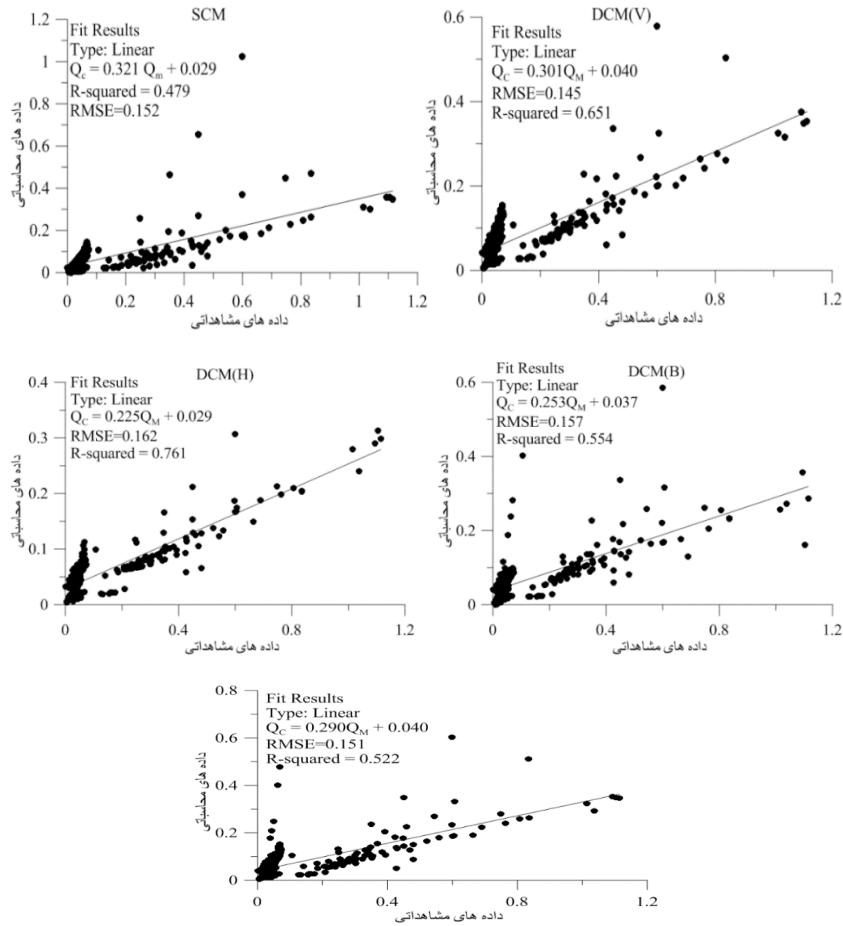 SCM
Fit Results
Type: Linear
Qc = 0.321 Qm + 0.029
R-squared = 0.479
RMSE=0.152
1.2
1
0.8
0.6
0.4
0.2
0
داده های محاسباتی
0 0.2 0.4 0.6 0.8 1 1.2
داده های مشاهداتی
DCM(V)
Fit Results
Type: Linear
QC = 0.301QM + 0.040
RMSE=0.145
R-squared = 0.651
0.6
0.4
0.2
0
داده های محاسباتی
0 0.4 0.8 1.2
داده های مشاهداتی
DCM(H)
Fit Results
Type: Linear
QC = 0.225QM + 0.029
RMSE=0.162
R-squared = 0.761
0.4
0.3
0.2
0.1
0
داده های محاسباتی
0 0.4 0.8 1.2
داده های مشاهداتی
DCM(B)
Fit Results
Type: Linear
QC = 0.253QM + 0.037
RMSE=0.157
R-squared = 0.554
0.6
0.4
0.2
0
داده های محاسباتی
0 0.4 0.8 1.2
داده های مشاهداتی
Fit Results
Type: Linear
QC = 0.290QM + 0.040
RMSE=0.151
R-squared = 0.522
0.8
0.6
0.4
0.2
0
داده های محاسباتی
0 0.4 0.8 1.2
داده های مشاهداتی